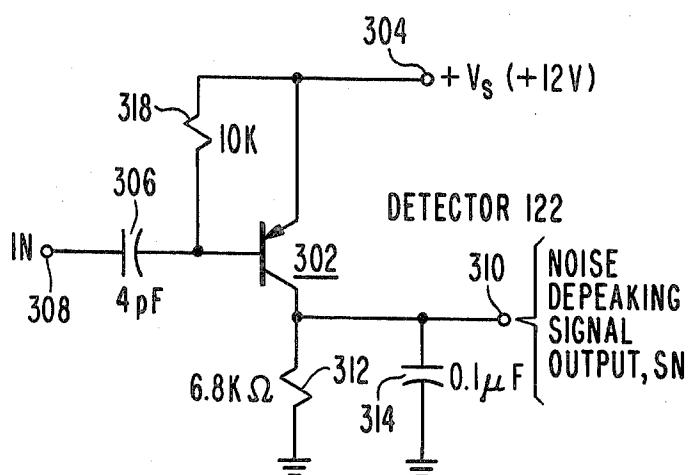 304
+ Vs (+12V)
318
10K
306
DETECTOR 122
IN
302
310
NOISE
DEPEAKING
SIGNAL
OUTPUT, SN
308
4pF
6.8KΩ
312
314
0.1μF